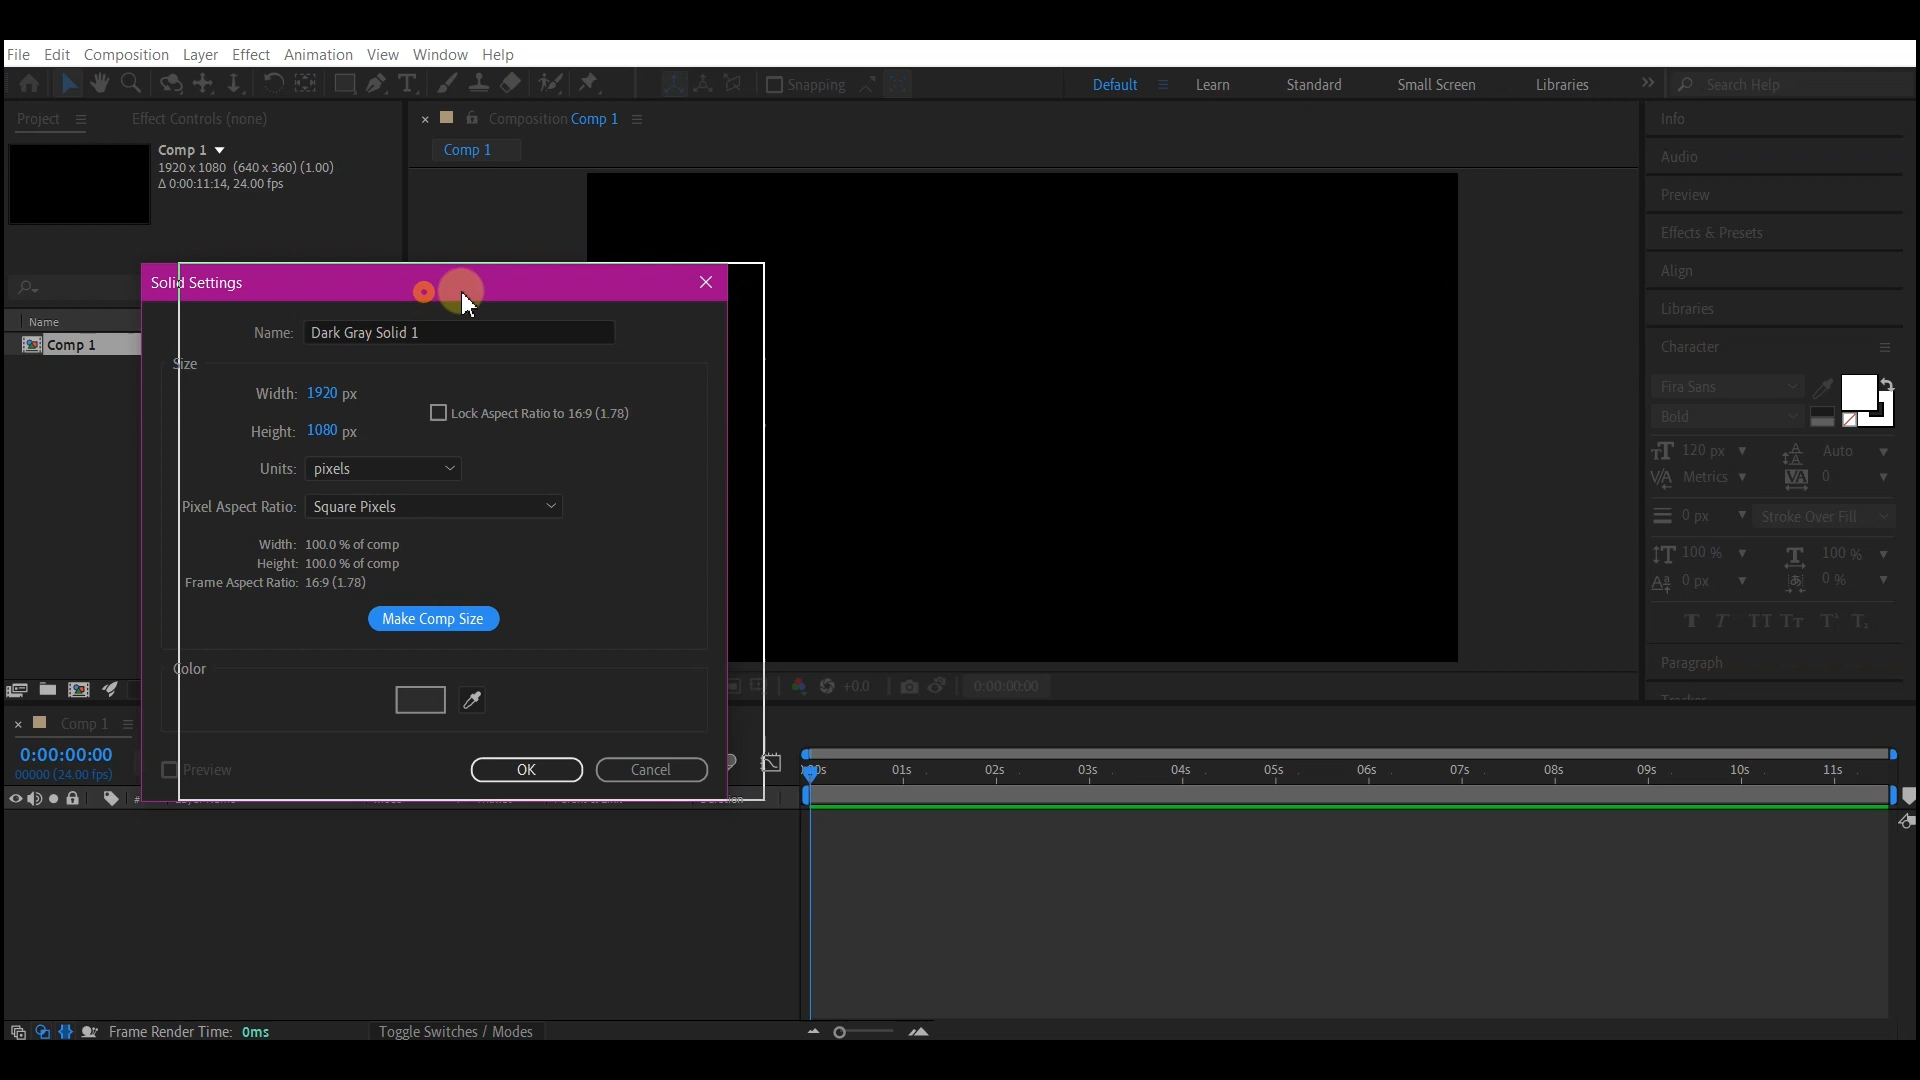 File Edit Composition Layer Effect Animation View Window Help
Snapping
Default Learn Standard Small Screen Libraries Search Help
Project Effect Controls (none)
Composition Comp 1
Comp 1
Comp 1
1920 x 1080 (640 x 360) (1.00)
Δ 0:00:11:14, 24.00 fps
Name
Comp 1
Solid Settings
Name: Dark Gray Solid 1
Size
Width: 1920 px
Lock Aspect Ratio to 16:9 (1.78)
Height: 1080 px
Units: pixels
Pixel Aspect Ratio: Square Pixels
Width: 100.0 % of comp
Height: 100.0 % of comp
Frame Aspect Ratio: 16:9 (1.78)
Make Comp Size
Color
Preview OK Cancel
Info
Audio
Preview
Effects & Presets
Align
Libraries
Character
Fira Sans
Bold
120 px Auto
Metrics 0
0 px Stroke Over Fill
100 % 100 %
0 px 0 %
Paragraph
+0.0 0:00:00:00
Comp 1
0:00:00:00
00000 (24.00 fps)
#
01s 02s 03s 04s 05s 06s 07s 08s 09s 10s 11s
Frame Render Time: 0ms
Toggle Switches / Modes